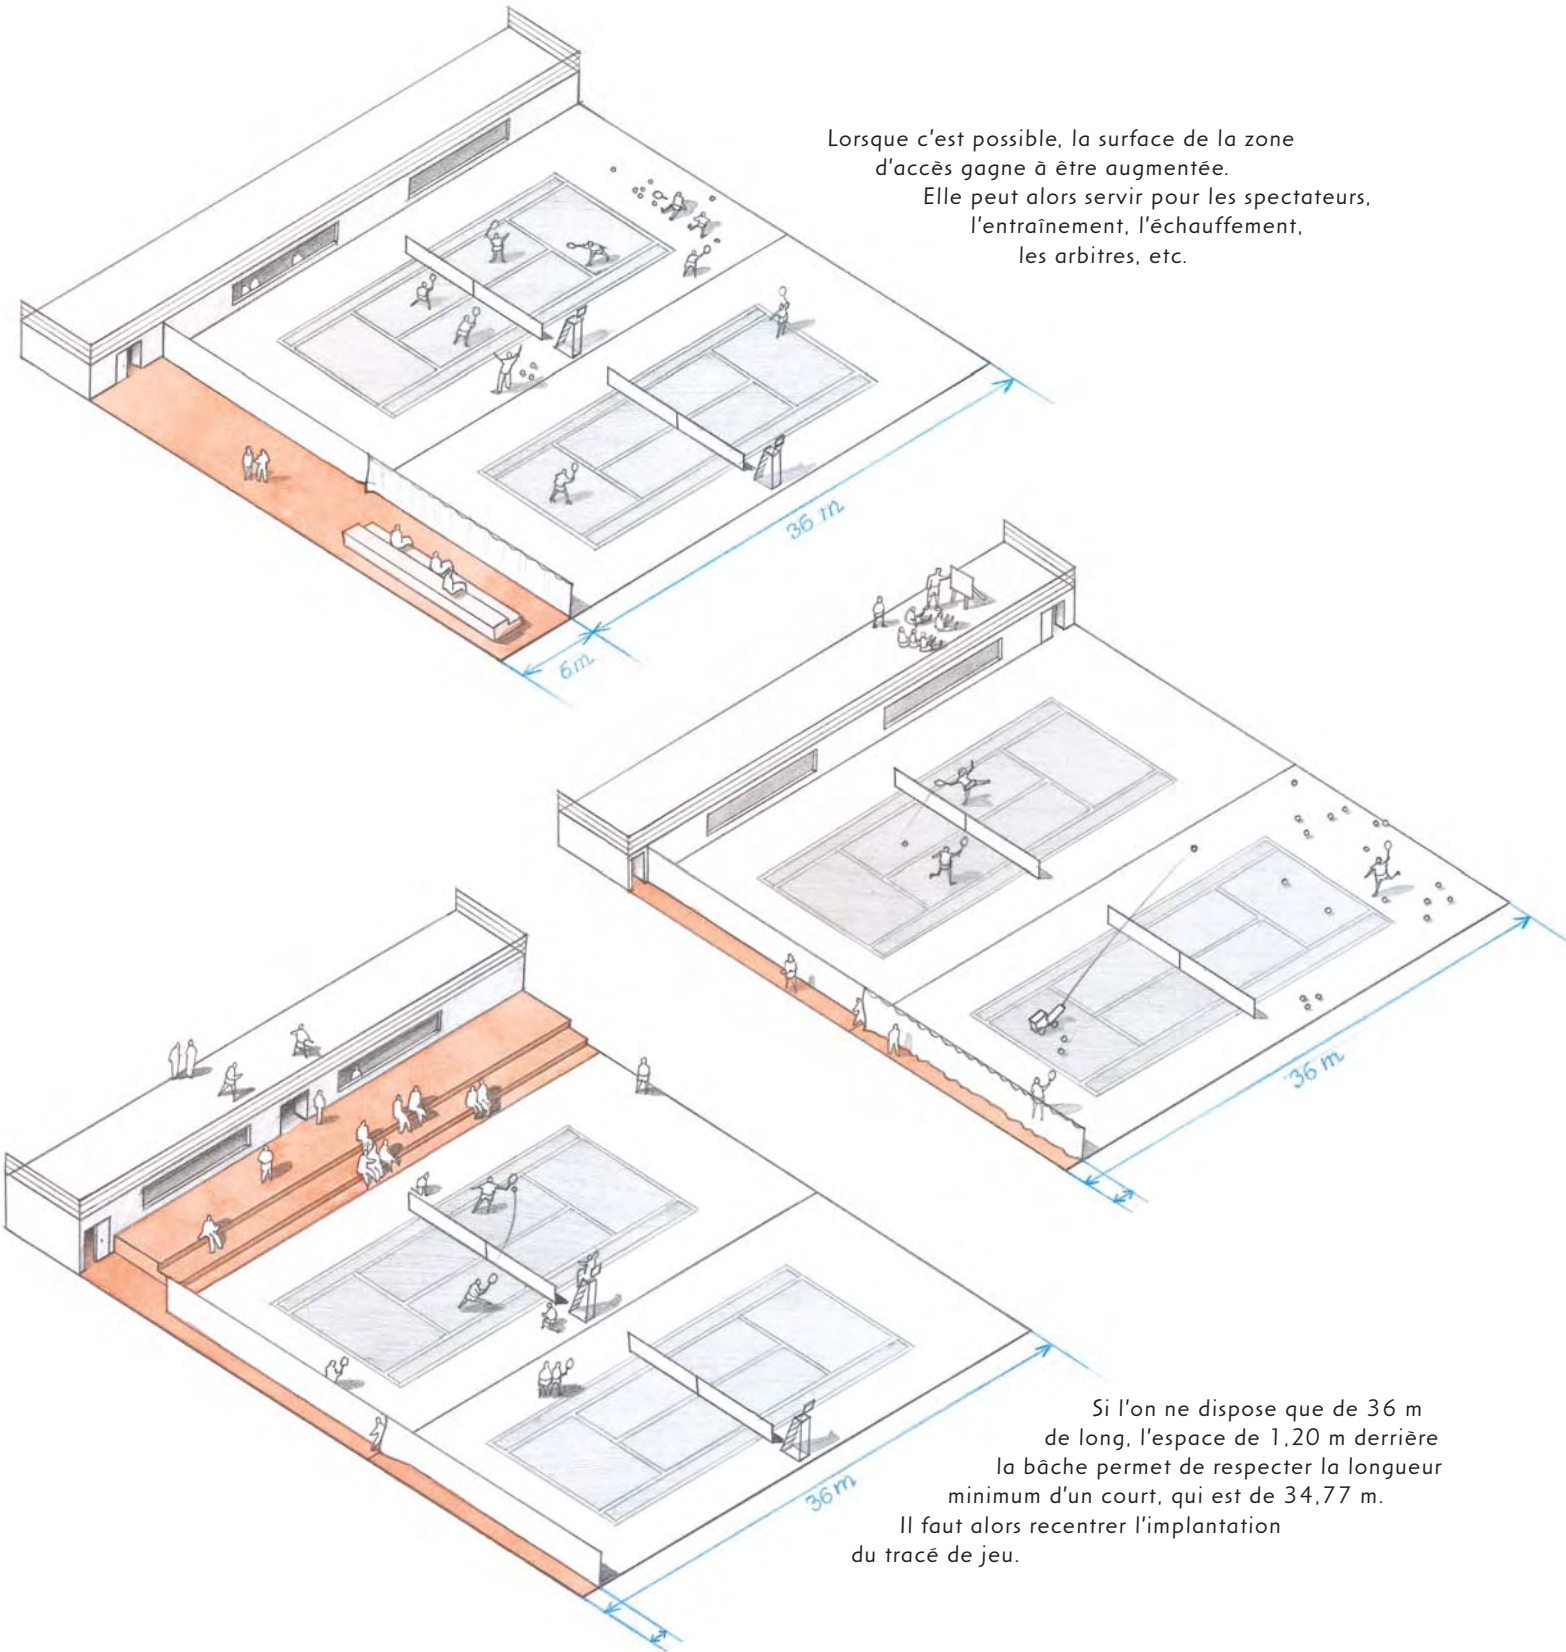 Lorsque c'est possible, la surface de la zone
d'accès gagne à être augmentée.
Elle peut alors servir pour les spectateurs,
l'entraînement, l'échauffement,
les arbitres, etc.
36 m
6m
36 m
36 m
Si l'on ne dispose que de 36 m
de long, l'espace de 1,20 m derrière
la bâche permet de respecter la longueur
minimum d'un court, qui est de 34,77 m.
Il faut alors recentrer l'implantation
du tracé de jeu.